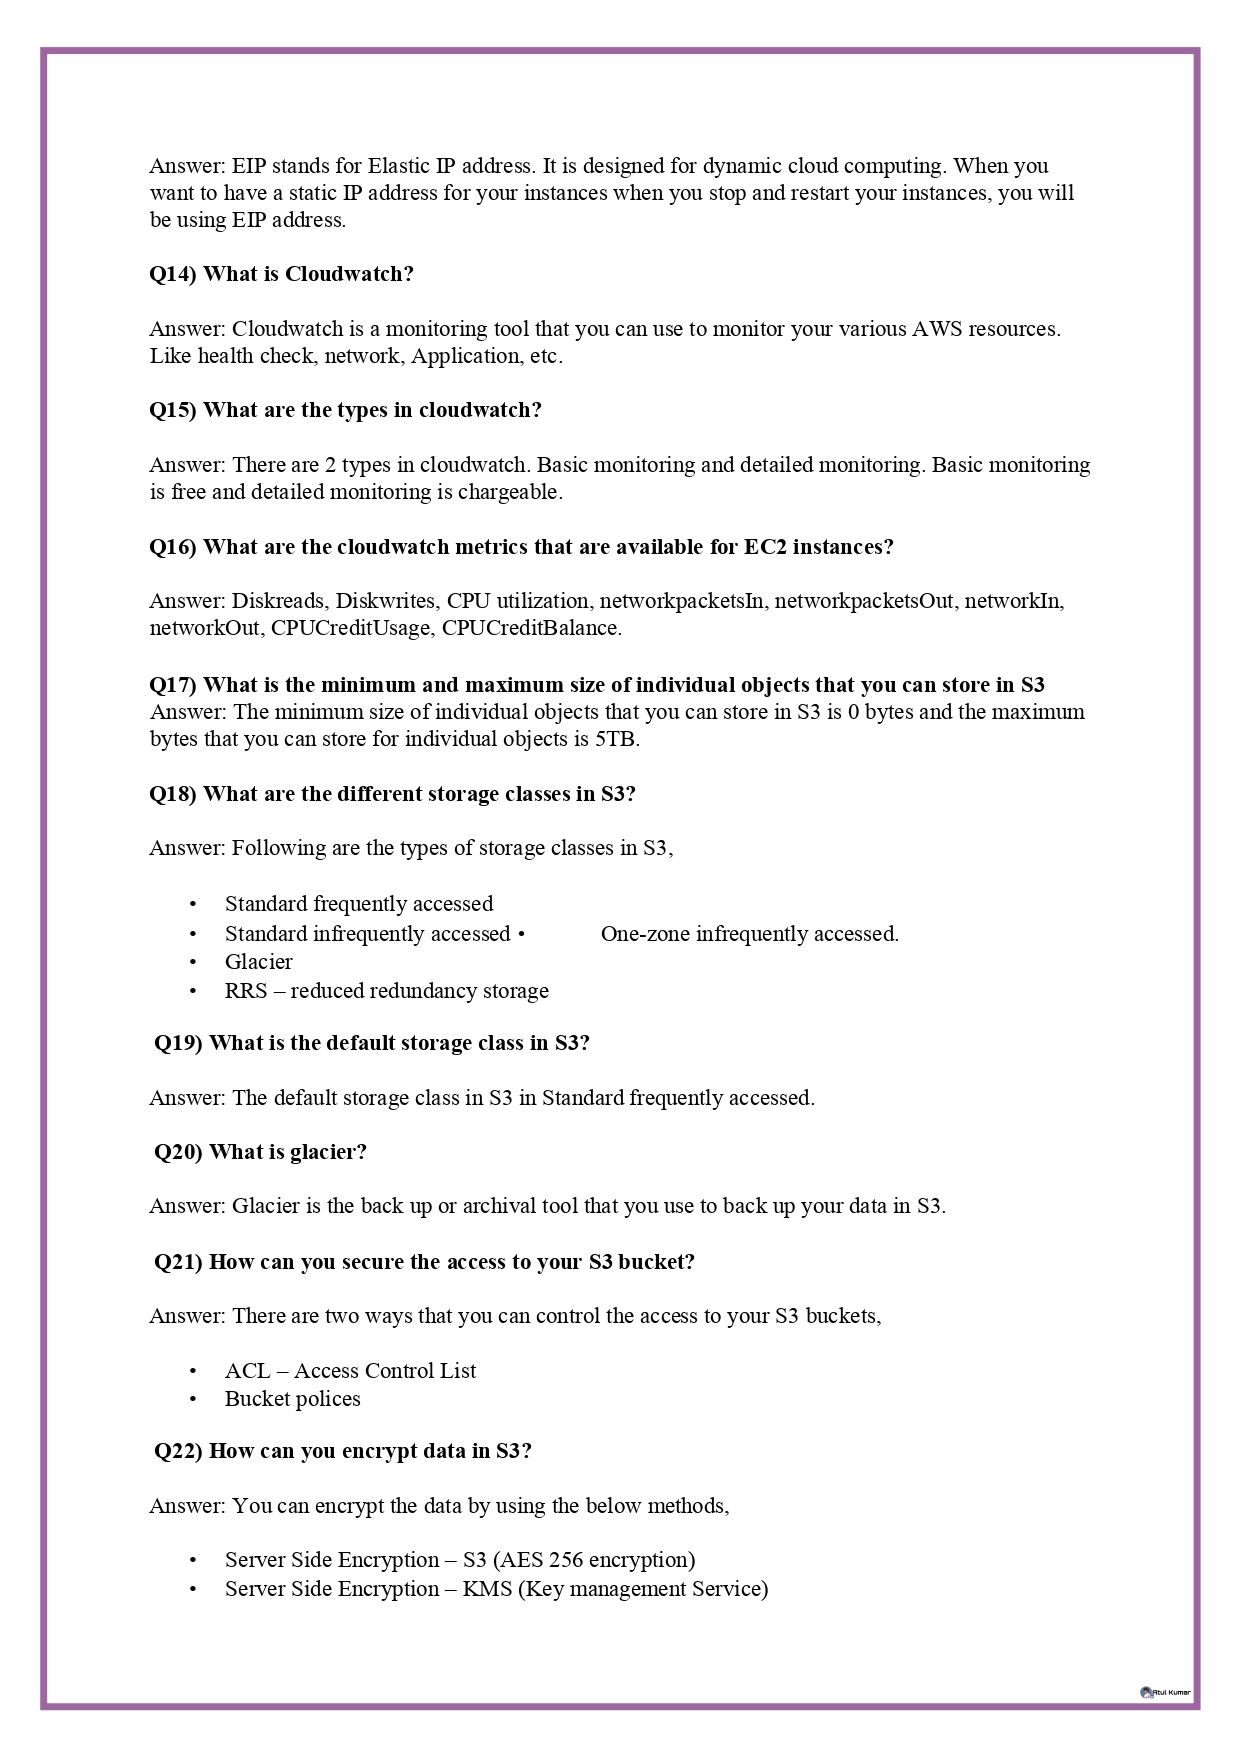 Answer: EIP stands for Elastic IP address. It is designed for dynamic cloud computing. When you
want to have a static IP address for your instances when you stop and restart your instances, you will
be using EIP address.
Q14) What is Cloudwatch?
Answer: Cloudwatch is a monitoring tool that you can use to monitor your various AWS resources.
Like health check, network, Application, etc.
Q15) What are the types in cloudwatch?
Answer: There are 2 types in cloudwatch. Basic monitoring and detailed monitoring. Basic monitoring
is free and detailed monitoring is chargeable.
Q16) What are the cloudwatch metrics that are available for EC2 instances?
Answer: Diskreads, Diskwrites, CPU utilization, networkpacketsIn, networkpacketsOut, networkIn,
networkOut, CPUCreditUsage, CPUCreditBalance.
Q17) What is the minimum and maximum size of individual objects that you can store in S3
Answer: The minimum size of individual objects that you can store in S3 is 0 bytes and the maximum
bytes that you can store for individual objects is 5TB.
Q18) What are the different storage classes in S3?
Answer: Following are the types of storage classes in S3,
• Standard frequently accessed
• Standard infrequently accessed • One-zone infrequently accessed.
• Glacier
• RRS – reduced redundancy storage
Q19) What is the default storage class in S3?
Answer: The default storage class in S3 in Standard frequently accessed.
Q20) What is glacier?
Answer: Glacier is the back up or archival tool that you use to back up your data in S3.
Q21) How can you secure the access to your S3 bucket?
Answer: There are two ways that you can control the access to your S3 buckets,
• ACL – Access Control List
• Bucket polices
Q22) How can you encrypt data in S3?
Answer: You can encrypt the data by using the below methods,
• Server Side Encryption – S3 (AES 256 encryption)
• Server Side Encryption – KMS (Key management Service)
Atul Kumar